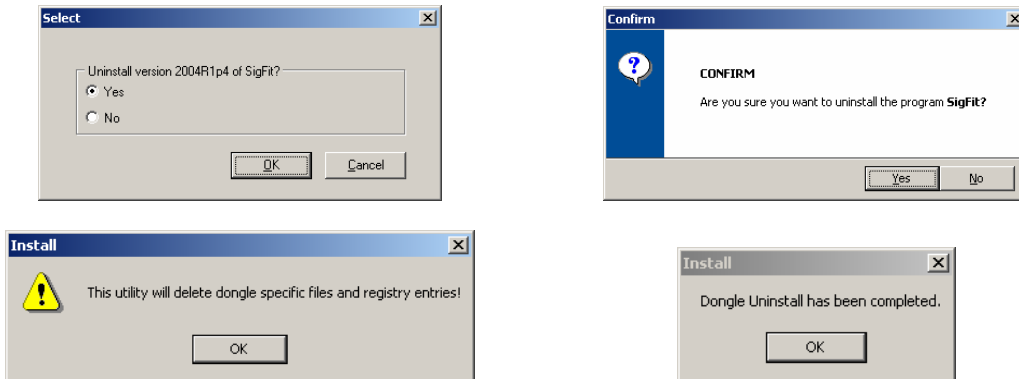 Select
Uninstall version 2004R1p4 of SigFit?
Yes
No
OK
Cancel
Confirm
CONFIRM
Are you sure you want to uninstall the program SigFit?
Yes
No
Install
This utility will delete dongle specific files and registry entries!
OK
Install
Dongle Uninstall has been completed.
OK